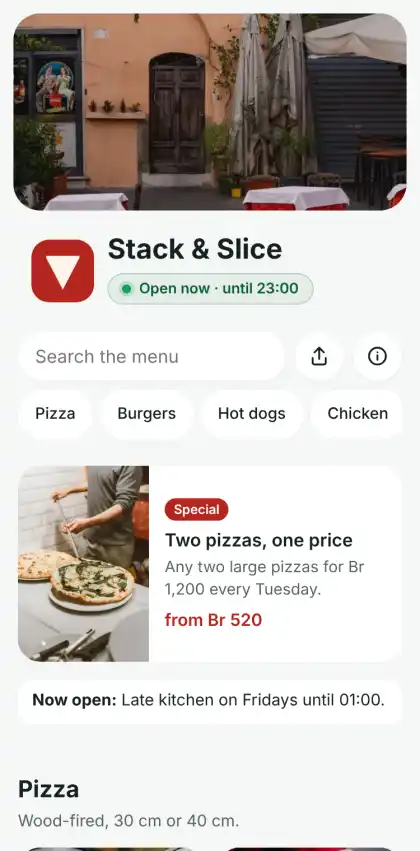 Stack & Slice
Open now · until 23:00
Search the menu
Pizza
Burgers
Hot dogs
Chicken
Special
Two pizzas, one price
Any two large pizzas for Br
1,200 every Tuesday.
from Br 520
Now open: Late kitchen on Fridays until 01:00.
Pizza
Wood-fired, 30 cm or 40 cm.